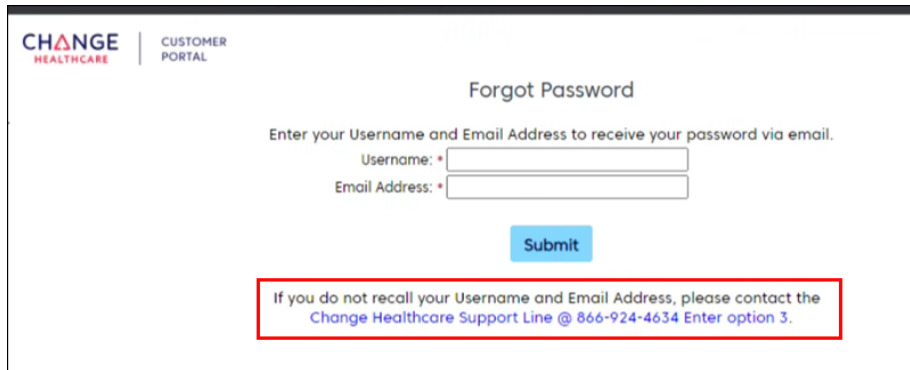 CHANGE
HEALTHCARE
CUSTOMER
PORTAL
Forgot Password
Enter your Username and Email Address to receive your password via email.
Username: *
Email Address: *
Submit
If you do not recall your Username and Email Address, please contact the
Change Healthcare Support Line @ 866-924-4634 Enter option 3.